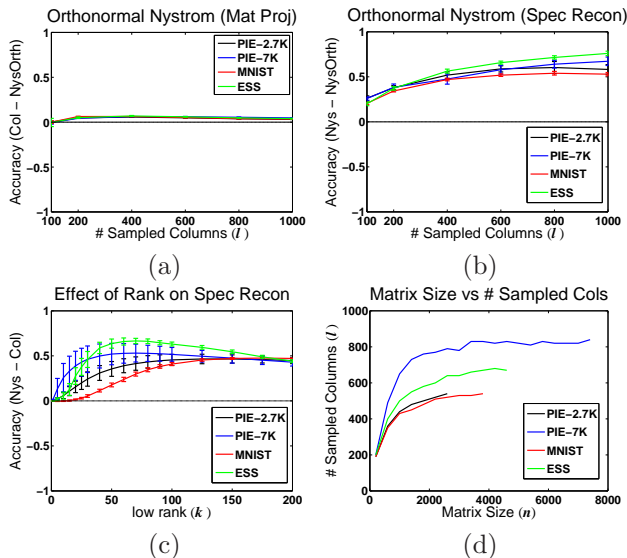 Orthonormal Nystrom (Mat Proj)
Accuracy (Col − NysOrth)
1
0.5
0
0.5
−1
100 200 400 600 800 1000
# Sampled Columns (l)
PIE−2.7K
PIE−7K
MNIST
ESS
(a)
Orthonormal Nystrom (Spec Recon)
Accuracy (Nys − NysOrth)
1
0.5
0
0.5
−1
100 200 400 600 800 1000
# Sampled Columns (l)
PIE−2.7K
PIE−7K
MNIST
ESS
(b)
Effect of Rank on Spec Recon
Accuracy (Nys − Col)
1
0.5
0
0.5
−1
0 50 100 150 200
low rank (k)
PIE−2.7K
PIE−7K
MNIST
ESS
(c)
Matrix Size vs # Sampled Cols
# Sampled Columns (l)
1000
800
600
400
200
0
0 2000 4000 6000 8000
Matrix Size (n)
PIE−2.7K
PIE−7K
MNIST
ESS
(d)